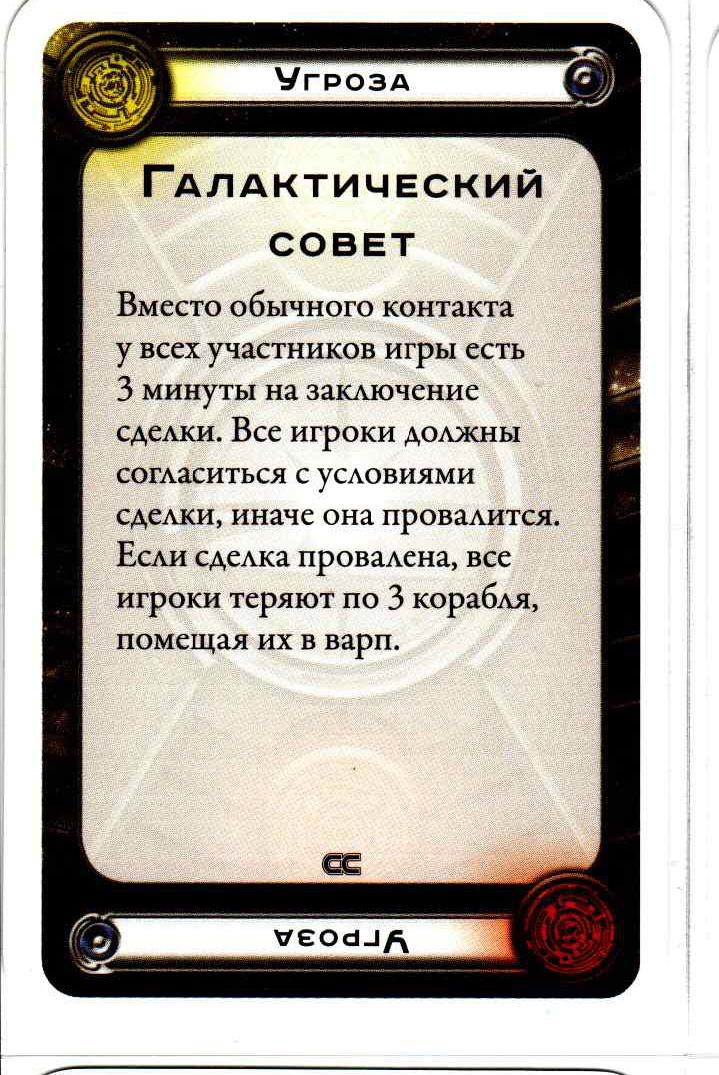 Угроза
Галактический
совет
Вместо обычного контакта
у всех участников игры есть
3 минуты на заключение
сделки. Все игроки должны
согласиться с условиями
сделки, иначе она провалится.
Если сделка провалена, все
игроки теряют по 3 корабля,
помещая их в варп.
CC
Угроза